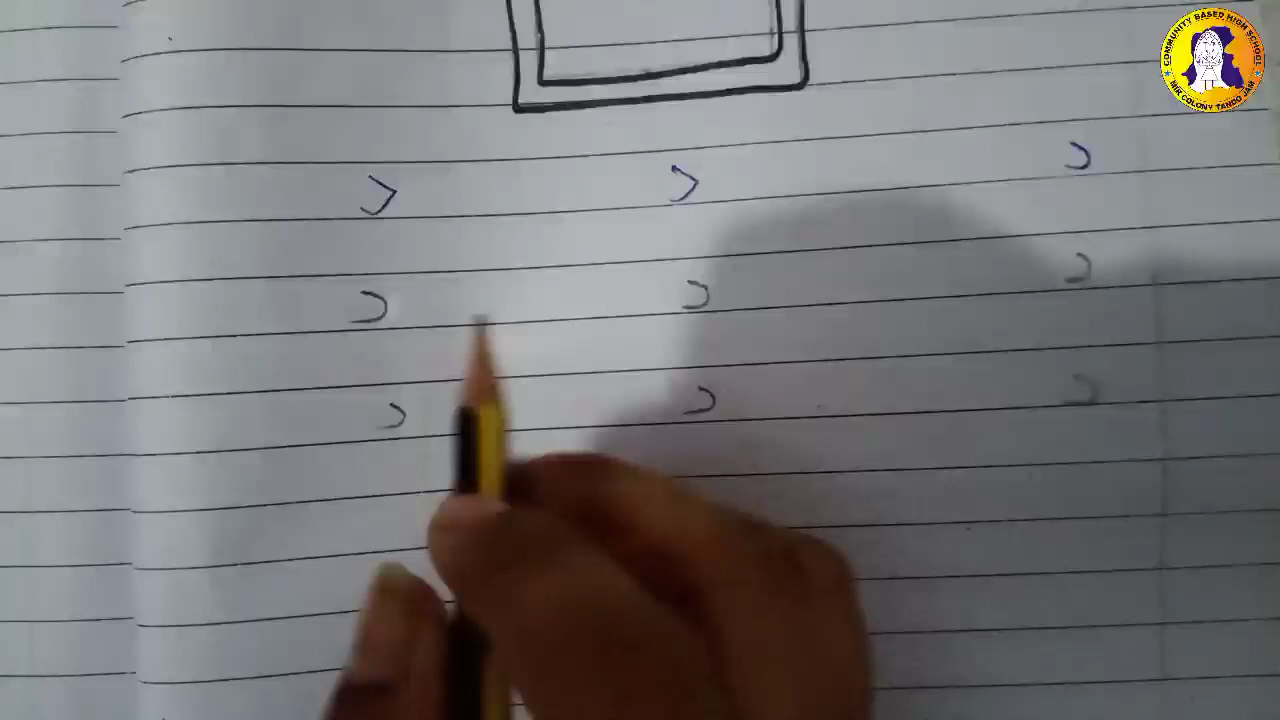 COMMUNITY BASED HIGH SCHOOL
MIR COLONY TANDO JAM
د د د
د د د
د د د